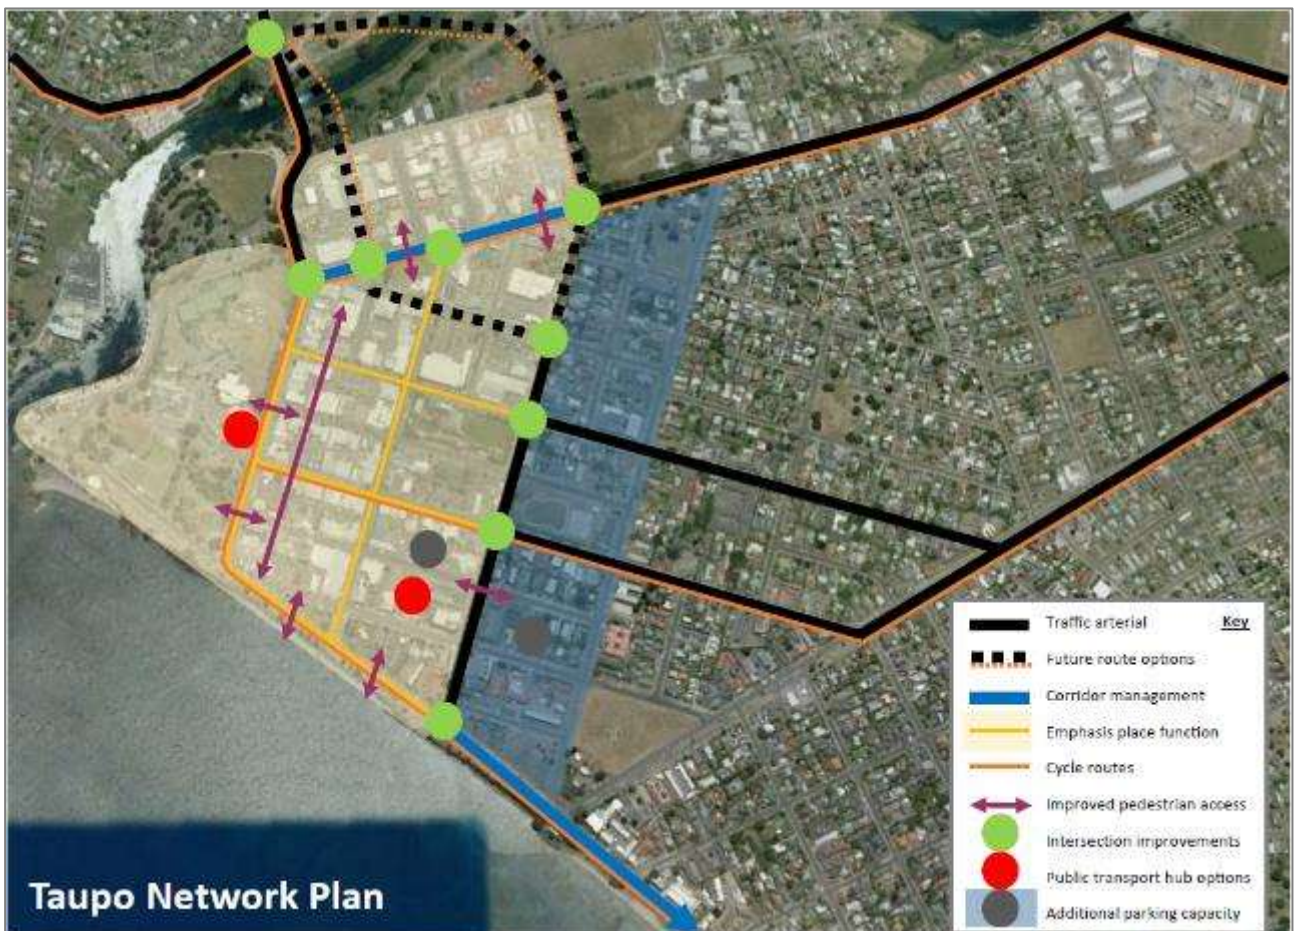 Traffic arterial Key
Future route options
Corridor management
Emphasis place function
Cycle routes
Improved pedestrian access
Intersection improvements
Public transport hub options
Additional parking capacity
Taupo Network Plan